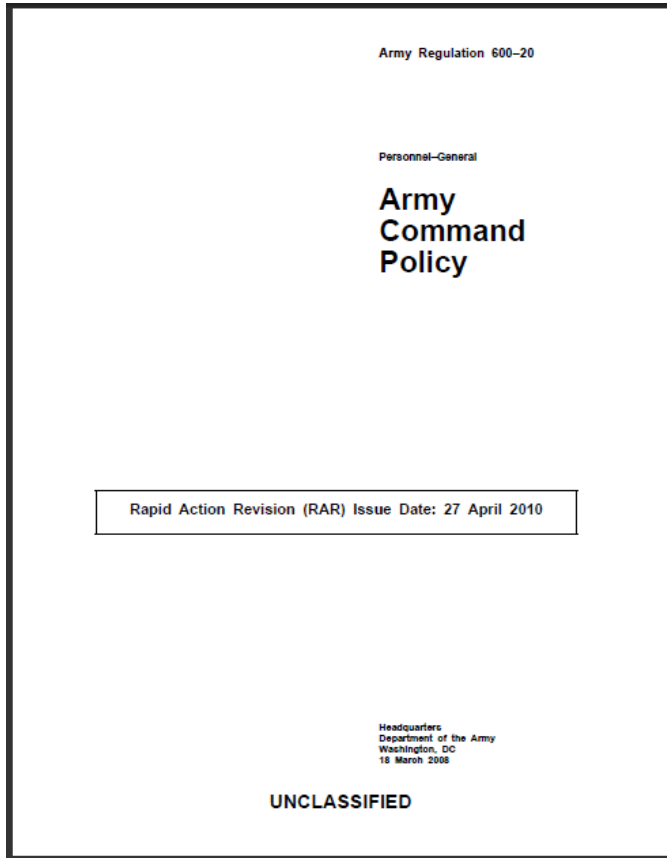 Army Regulation 600–20
Personnel–General
Army
Command
Policy
Rapid Action Revision (RAR) Issue Date: 27 April 2010
Headquarters
Department of the Army
Washington, DC
18 March 2008
UNCLASSIFIED